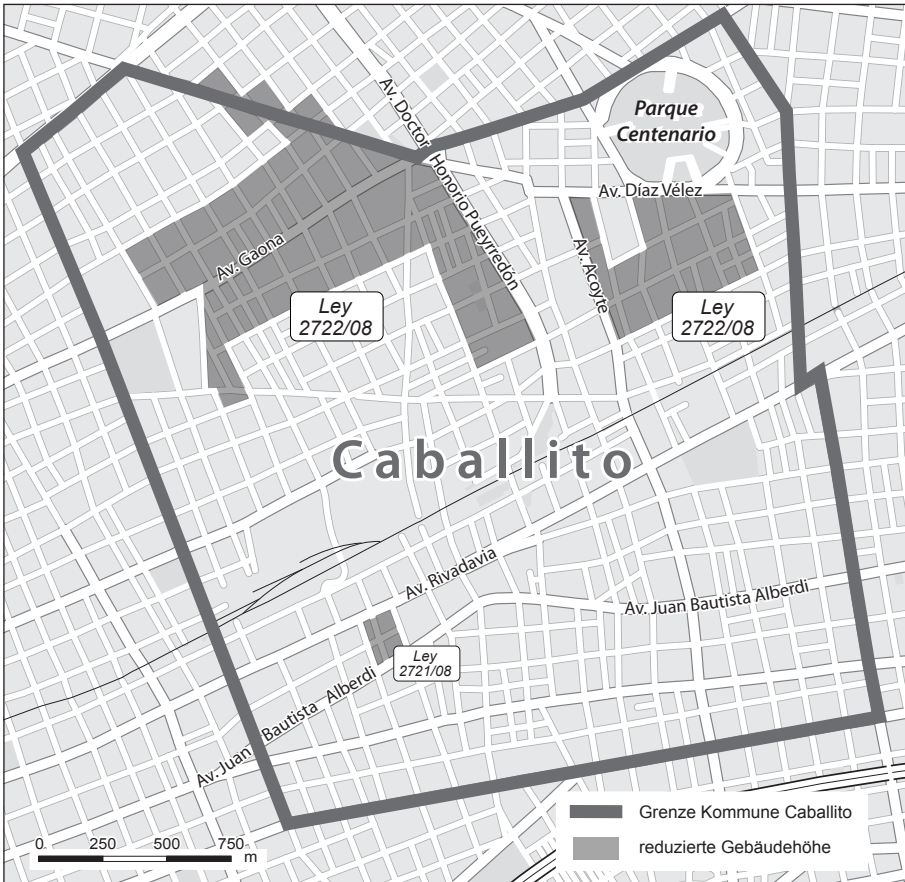 Parque
Centenario
Av. Doctor Honorio Pueyrredón
Av. Díaz Vélez
Av. Gaona
Av. Acoyte
Ley
2722/08
Ley
2722/08
Caballito
Av. Rivadavia
Av. Juan Bautista Alberdi
Ley
2721/08
Av. Juan Bautista Alberdi
Grenze Kommune Caballito
reduzierte Gebäudehöhe
0 250 500 750
m